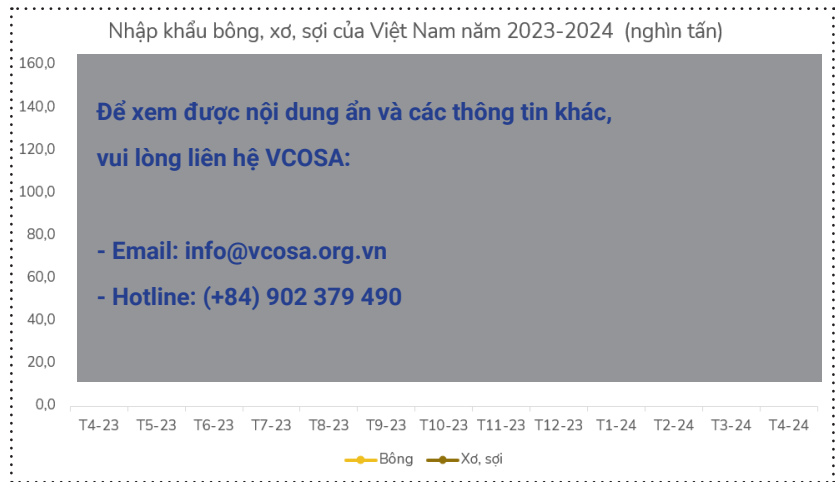 Nhập khẩu bông, xơ, sợi của Việt Nam năm 2023-2024 (nghìn tấn)
160,0
140,0
120,0
100,0
80,0
60,0
40,0
20,0
0,0
Để xem được nội dung ẩn và các thông tin khác,
vui lòng liên hệ VCOSA:
- Email: info@vcosa.org.vn
- Hotline: (+84) 902 379 490
T4-23 T5-23 T6-23 T7-23 T8-23 T9-23 T10-23 T11-23 T12-23 T1-24 T2-24 T3-24 T4-24
Bông Xơ, sợi